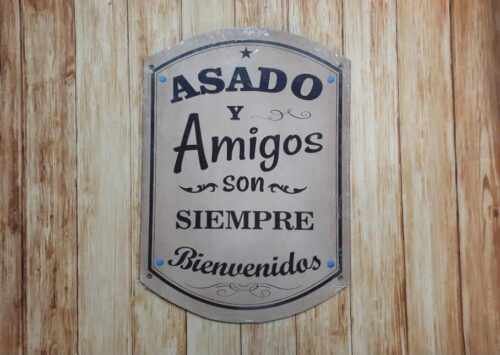 ASADO
Y
Amigos
son
SIEMPRE
Bienvenidos